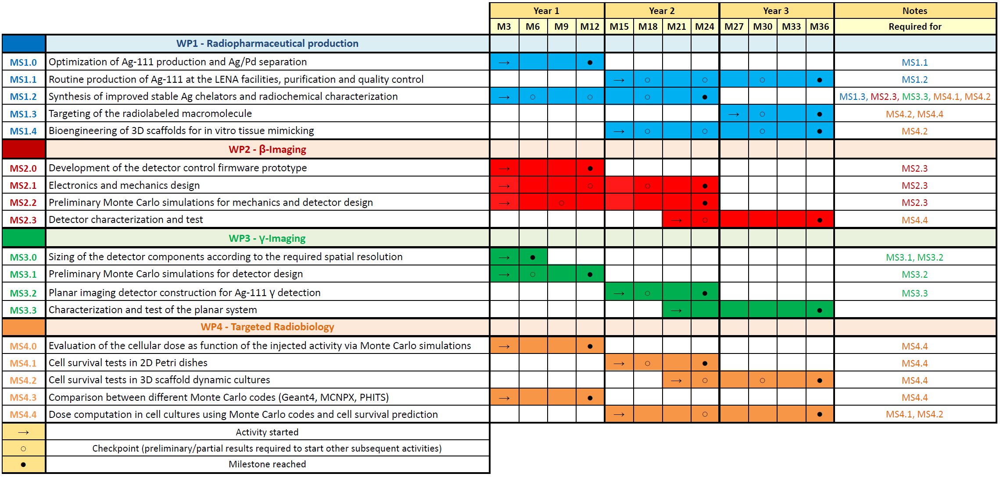 Year 1 Year 2 Year 3 Notes
M3 M6 M9 M12 M15 M18 M21 M24 M27 M30 M33 M36 Required for
WP1 - Radiopharmaceutical production
MS1.0 Optimization of Ag-111 production and Ag/Pd separation → ● MS1.1
MS1.1 Routine production of Ag-111 at the LENA facilities, purification and quality control → ○ ○ ○ ● MS1.2
MS1.2 Synthesis of improved stable Ag chelators and radiochemical characterization → ○ ○ ○ ● MS1.3, MS2.3, MS3.3, MS4.1, MS4.2
MS1.3 Targeting of the radiolabeled macromolecule → ○ ● MS4.2, MS4.4
MS1.4 Bioengineering of 3D scaffolds for in vitro tissue mimicking → ○ ○ ○ ● MS4.2
WP2 - β-Imaging
MS2.0 Development of the detector control firmware prototype → ● MS2.3
MS2.1 Electronics and mechanics design → ○ ○ ● MS2.3
MS2.2 Preliminary Monte Carlo simulations for mechanics and detector design → ○ ● MS2.3
MS2.3 Detector characterization and test → ○ ● MS4.4
WP3 - γ-Imaging
MS3.0 Sizing of the detector components according to the required spatial resolution → ● MS3.1, MS3.2
MS3.1 Preliminary Monte Carlo simulations for detector design → ○ ● MS3.2
MS3.2 Planar imaging detector construction for Ag-111 γ detection → ○ ● MS3.3
MS3.3 Characterization and test of the planar system → ●
WP4 - Targeted Radiobiology
MS4.0 Evaluation of the cellular dose as function of the injected activity via Monte Carlo simulations → ● MS4.4
MS4.1 Cell survival tests in 2D Petri dishes → ○ ● MS4.4
MS4.2 Cell survival tests in 3D scaffold dynamic cultures → ○ ○ ● MS4.4
MS4.3 Comparison between different Monte Carlo codes (Geant4, MCNPX, PHITS) → ● MS4.4
MS4.4 Dose computation in cell cultures using Monte Carlo codes and cell survival prediction → ○ ● MS4.1, MS4.2
→ Activity started
○ Checkpoint (preliminary/partial results required to start other subsequent activities)
● Milestone reached